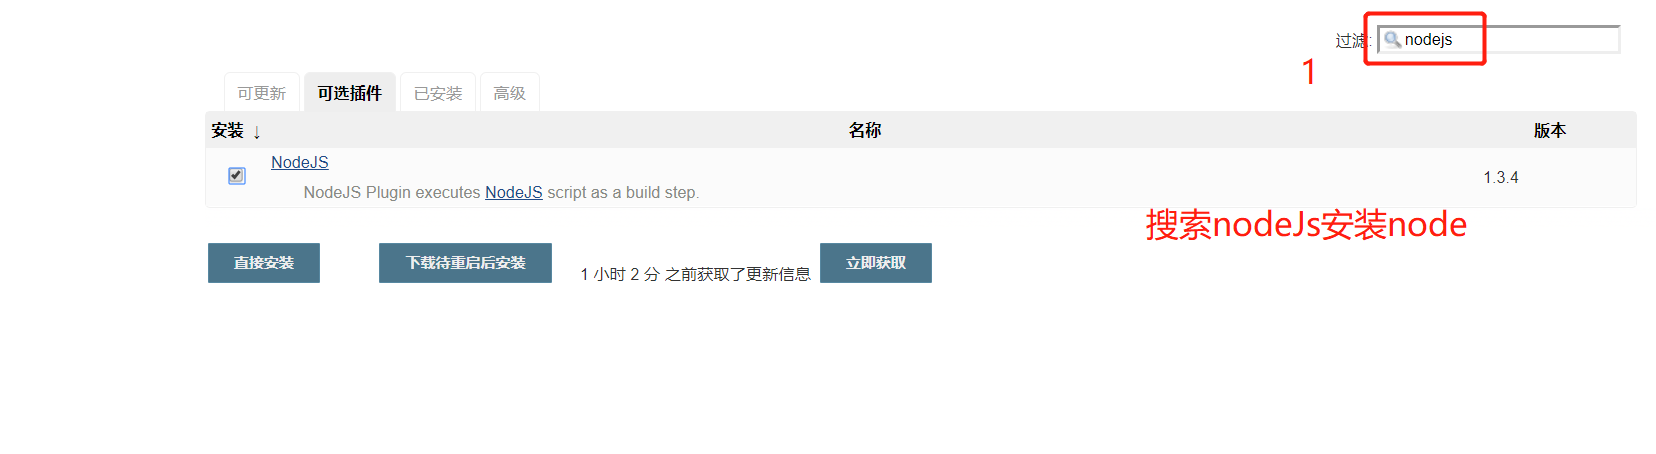 过滤: nodejs
1
可更新 可选插件 已安装 高级
安装 ↓ 名称 版本
NodeJS
NodeJS Plugin executes NodeJS script as a build step.
1.3.4
搜索nodeJs安装node
直接安装 下载待重启后安装 1 小时 2 分 之前获取了更新信息 立即获取